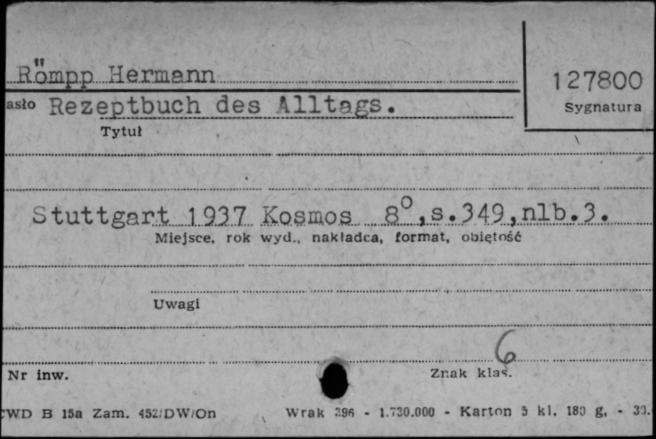 Römpp Hermann
127800
Sygnatura
asło Rezeptbuch des Alltags.
Tytuł
Stuttgart 1937 Kosmos 8°,s.349,nlb.3.
Miejsce, rok wyd., nakładca, format, objętość
Uwagi
6
Nr inw.
Znak klas.
CWD B 15a Zam. 452/DW/On Wrak 396 - 1.730.000 - Karton 5 kl. 180 g. - 33.